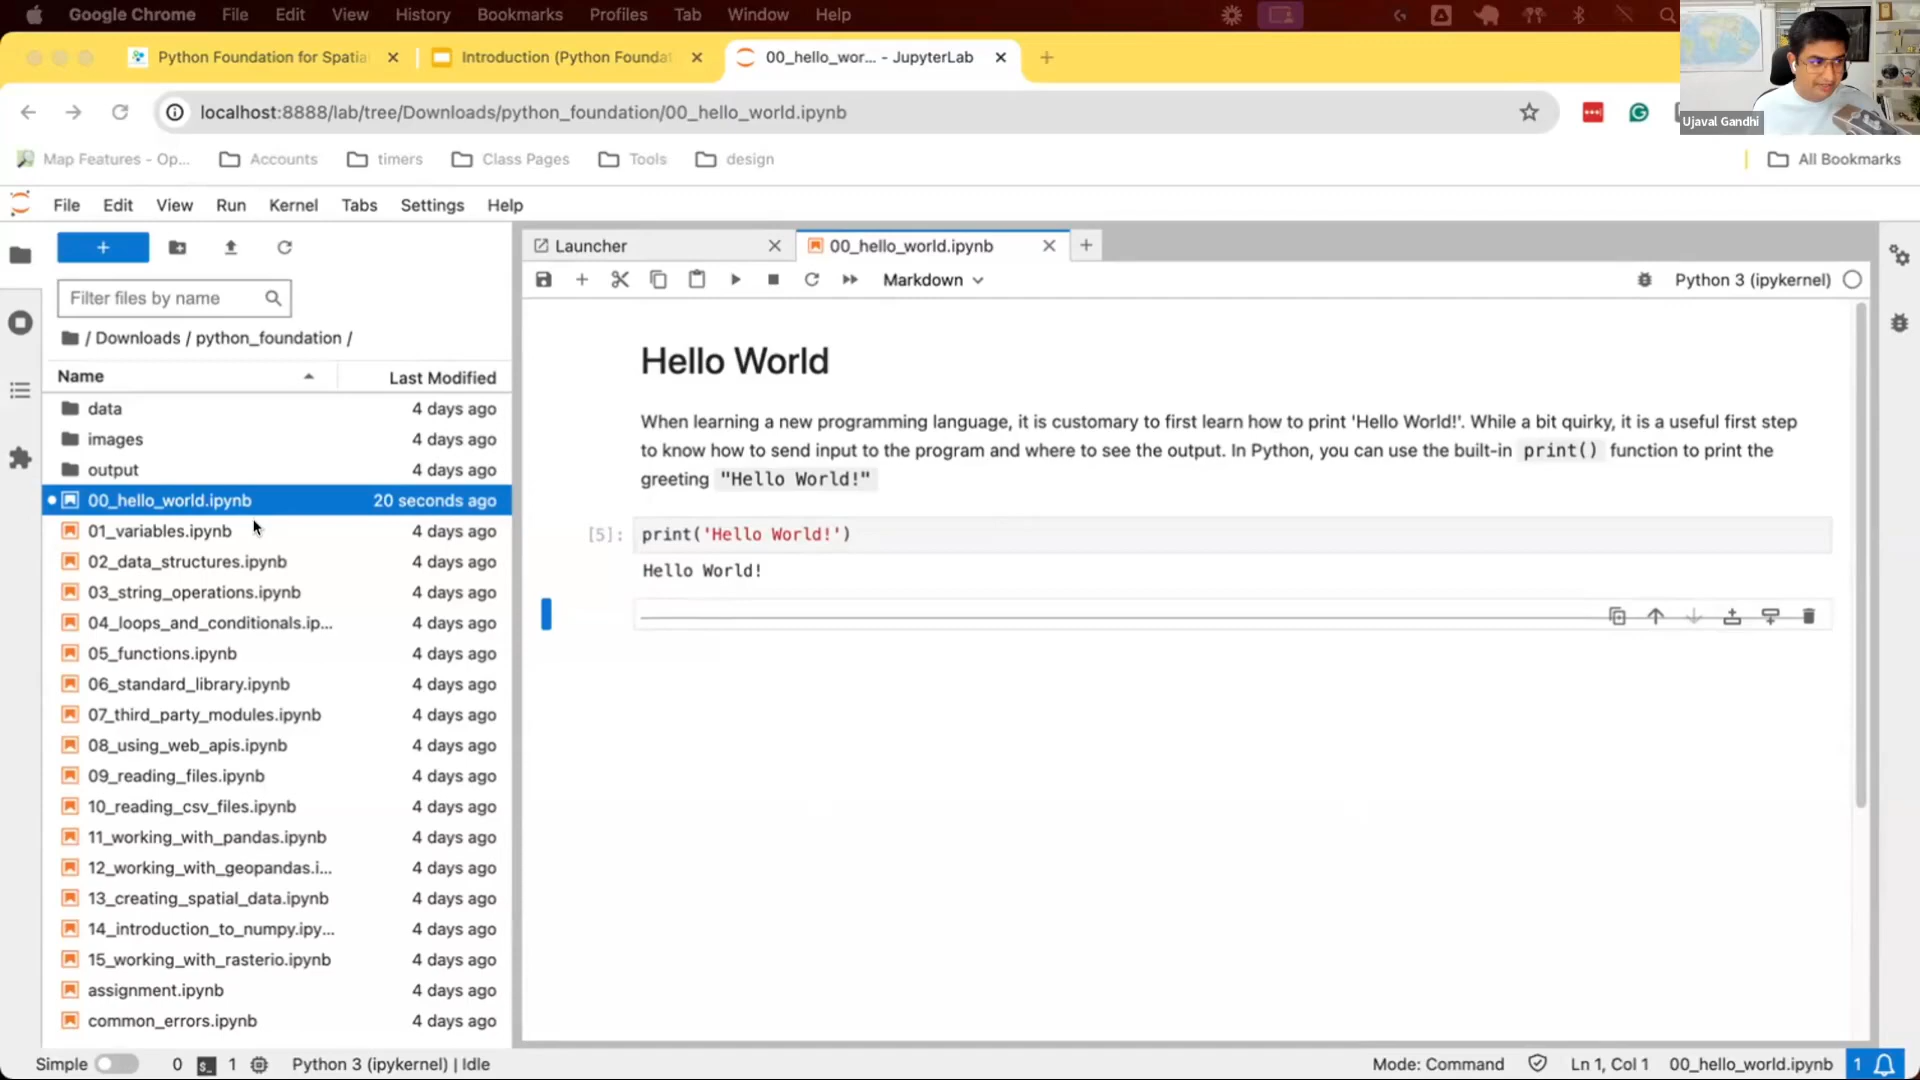 Google Chrome File Edit View History Bookmarks Profiles Tab Window Help
Python Foundation for Spatia
Introduction (Python Foundat
00_hello_wor... - JupyterLab
localhost:8888/lab/tree/Downloads/python_foundation/00_hello_world.ipynb
Ujaval Gandhi
Map Features - Op... Accounts timers Class Pages Tools design All Bookmarks
File Edit View Run Kernel Tabs Settings Help
Launcher
00_hello_world.ipynb
Markdown
Python 3 (ipykernel)
Filter files by name
/ Downloads / python_foundation /
Name Last Modified
data 4 days ago
images 4 days ago
output 4 days ago
00_hello_world.ipynb 20 seconds ago
01_variables.ipynb 4 days ago
02_data_structures.ipynb 4 days ago
03_string_operations.ipynb 4 days ago
04_loops_and_conditionals.ip... 4 days ago
05_functions.ipynb 4 days ago
06_standard_library.ipynb 4 days ago
07_third_party_modules.ipynb 4 days ago
08_using_web_apis.ipynb 4 days ago
09_reading_files.ipynb 4 days ago
10_reading_csv_files.ipynb 4 days ago
11_working_with_pandas.ipynb 4 days ago
12_working_with_geopandas.i... 4 days ago
13_creating_spatial_data.ipynb 4 days ago
14_introduction_to_numpy.ipy... 4 days ago
15_working_with_rasterio.ipynb 4 days ago
assignment.ipynb 4 days ago
common_errors.ipynb 4 days ago
Hello World
When learning a new programming language, it is customary to first learn how to print 'Hello World!'. While a bit quirky, it is a useful first step
to know how to send input to the program and where to see the output. In Python, you can use the built-in print() function to print the
greeting "Hello World!"
[5]: print('Hello World!')
Hello World!
Simple 0 1 Python 3 (ipykernel) | Idle
Mode: Command Ln 1, Col 1 00_hello_world.ipynb 1